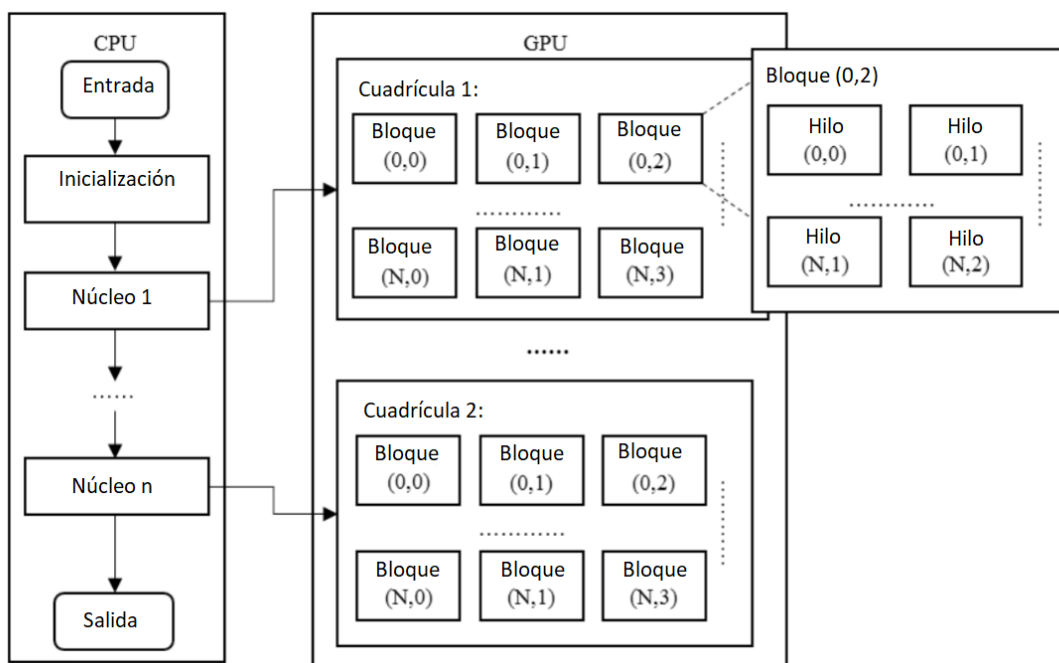 CPU
Entrada
Inicialización
Núcleo 1
......
Núcleo n
Salida
GPU
Cuadrícula 1:
Bloque
(0,0)
Bloque
(0,1)
Bloque
(0,2)
............
Bloque
(N,0)
Bloque
(N,1)
Bloque
(N,3)
......
Cuadrícula 2:
Bloque
(0,0)
Bloque
(0,1)
Bloque
(0,2)
............
Bloque
(N,0)
Bloque
(N,1)
Bloque
(N,3)
Bloque (0,2)
Hilo
(0,0)
Hilo
(0,1)
............
Hilo
(N,1)
Hilo
(N,2)